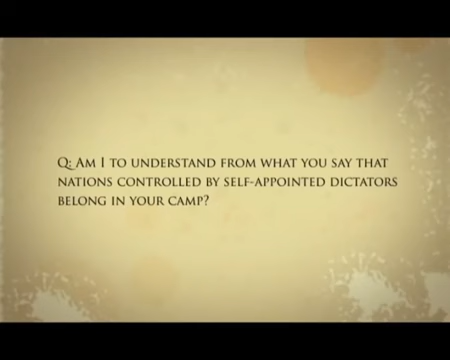 Q: Am I to understand from what you say that
nations controlled by self-appointed dictators
belong in your camp?